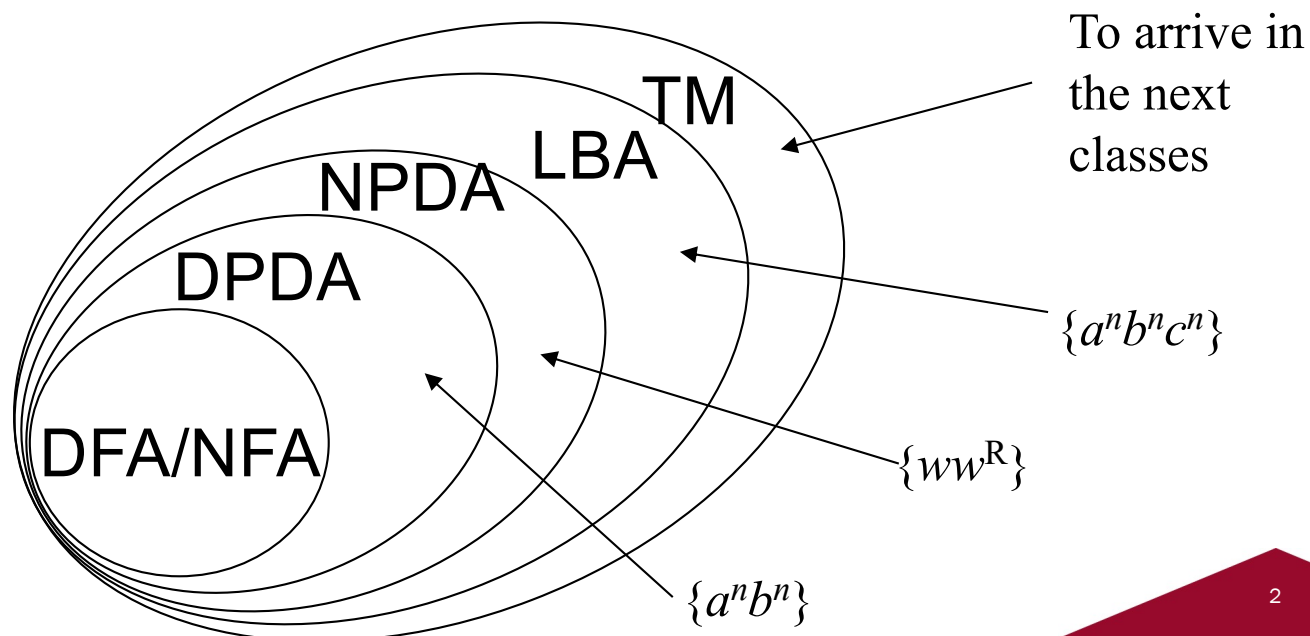 To arrive in
the next
classes
TM
LBA
NPDA
DPDA
DFA/NFA
{aⁿbⁿcⁿ}
{wwᴿ}
{aⁿbⁿ}
2